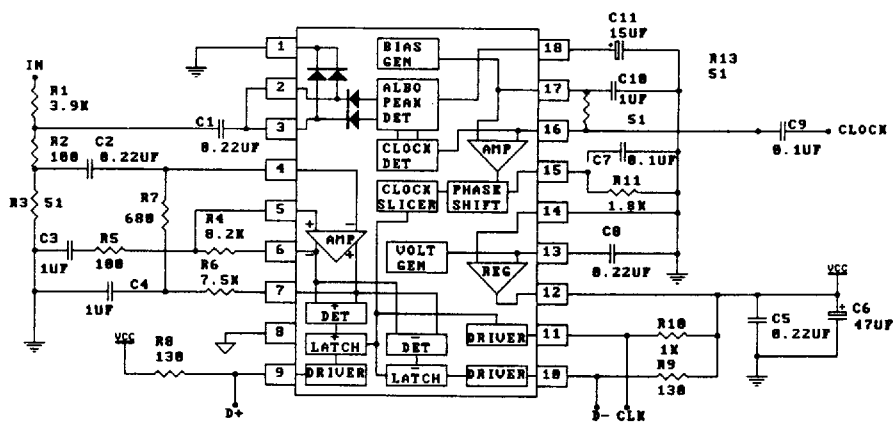 IN
R1
3.9K
R2
100
R3 51
C1
0.22UF
C2
0.22UF
R7
680
C3
1UF
R5
100
R4
8.2K
R6
7.5K
C4
1UF
VCC
R8
130
D+
1
2
3
4
5
6
7
8
9
BIAS
GEN
ALBO
PEAK
DET
CLOCK
DET
AMP
CLOCK
SLICER
PHASE
SHIFT
+
−
AMP
−
+
VOLT
GEN
REG
+
DET
+
LATCH
DRIVER
−
DET
−
LATCH
DRIVER
DRIVER
18
17
16
15
14
13
12
11
10
C11
15UF
+
C10
1UF
51
R13
51
C9
0.1UF
CLOCK
C7
0.1UF
R11
1.8K
C8
0.22UF
VCC
C5
0.22UF
+
C6
47UF
R10
1K
R9
130
D- CLK